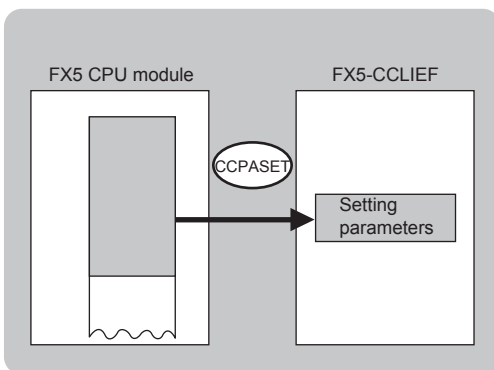 FX5 CPU module
FX5-CCLIEF
CCPASET
Setting
parameters